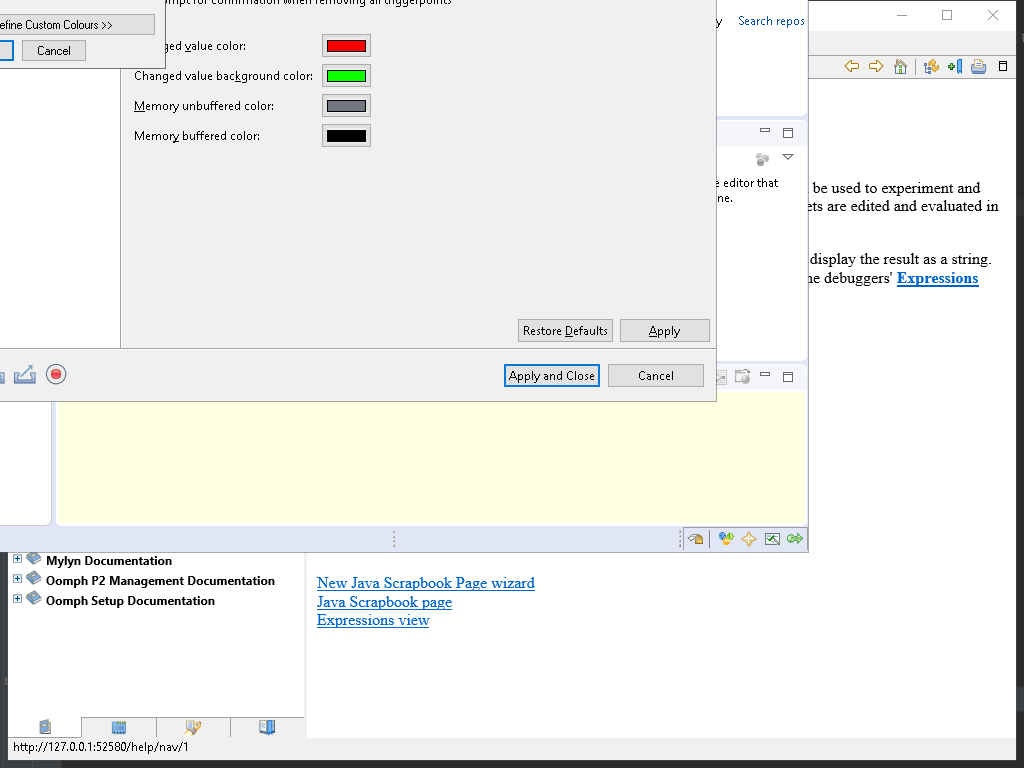 prompt for confirmation when removing all triggerpoints
efine Custom Colours >>
y
Search repos
Cancel
ged value color:
Changed value background color:
Memory unbuffered color:
Memory buffered color:
e editor that
ne.
be used to experiment and
ets are edited and evaluated in
display the result as a string.
he debuggers' Expressions
Restore Defaults
Apply
Apply and Close
Cancel
Mylyn Documentation
Oomph P2 Management Documentation
Oomph Setup Documentation
New Java Scrapbook Page wizard
Java Scrapbook page
Expressions view
http://127.0.0.1:52580/help/nav/1